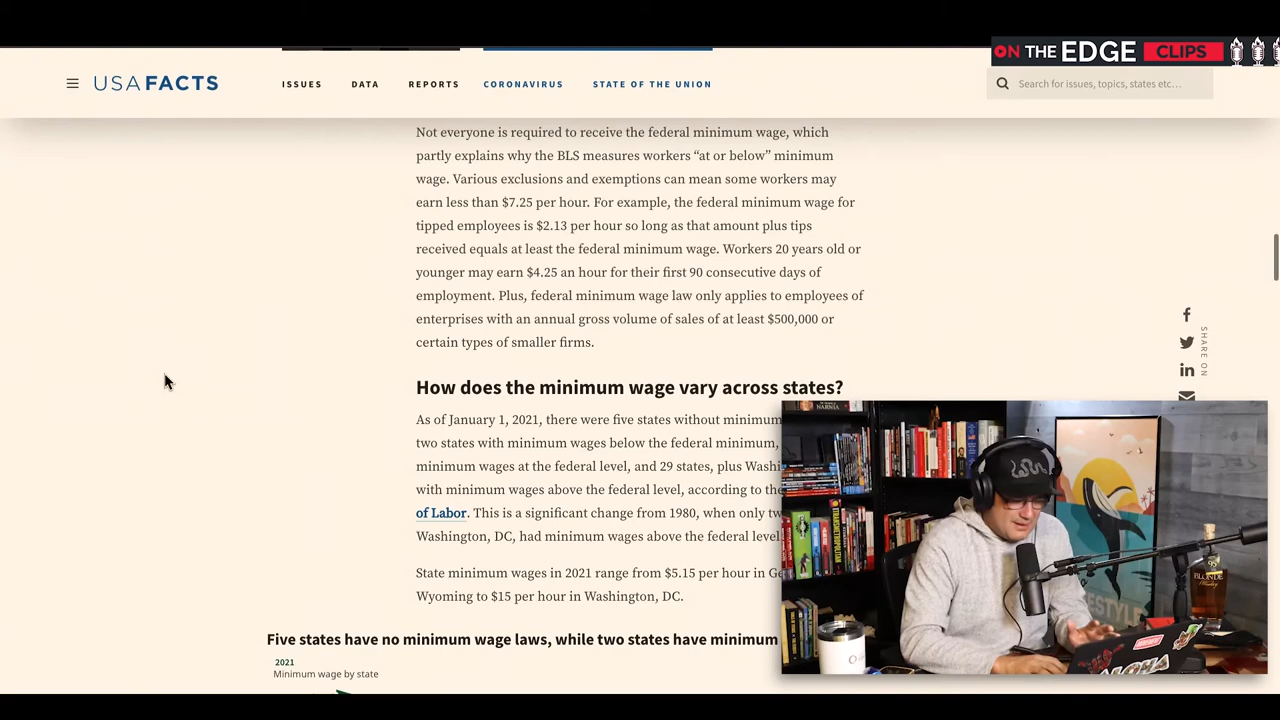 ON THE EDGE CLIPS
USAFACTS
ISSUES DATA REPORTS CORONAVIRUS STATE OF THE UNION
Search for issues, topics, states etc...
Not everyone is required to receive the federal minimum wage, which
partly explains why the BLS measures workers “at or below” minimum
wage. Various exclusions and exemptions can mean some workers may
earn less than $7.25 per hour. For example, the federal minimum wage for
tipped employees is $2.13 per hour so long as that amount plus tips
received equals at least the federal minimum wage. Workers 20 years old or
younger may earn $4.25 an hour for their first 90 consecutive days of
employment. Plus, federal minimum wage law only applies to employees of
enterprises with an annual gross volume of sales of at least $500,000 or
certain types of smaller firms.
SHARE ON
How does the minimum wage vary across states?
As of January 1, 2021, there were five states without minimum
two states with minimum wages below the federal minimum,
minimum wages at the federal level, and 29 states, plus Washi
with minimum wages above the federal level, according to the
of Labor. This is a significant change from 1980, when only tw
Washington, DC, had minimum wages above the federal level
State minimum wages in 2021 range from $5.15 per hour in Ge
Wyoming to $15 per hour in Washington, DC.
Five states have no minimum wage laws, while two states have minimum
2021
Minimum wage by state
NARNIA
TRANSMETROPOLITAN
BLONDE
ESTYLE
ALOHA